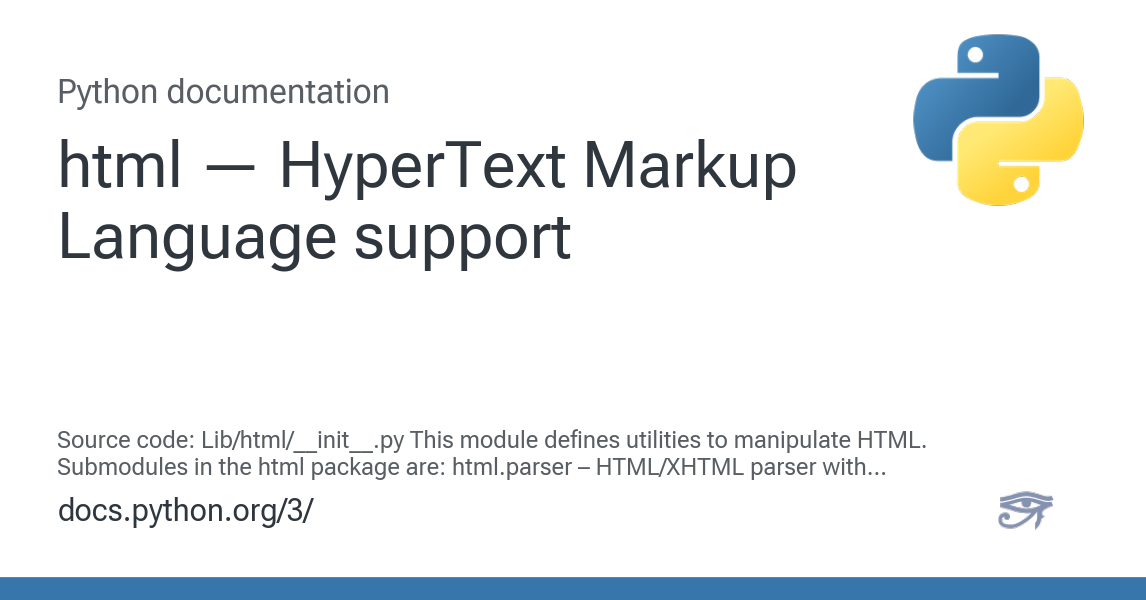 Python documentation
html — HyperText Markup
Language support
Source code: Lib/html/__init__.py This module defines utilities to manipulate HTML.
Submodules in the html package are: html.parser – HTML/XHTML parser with...
docs.python.org/3/